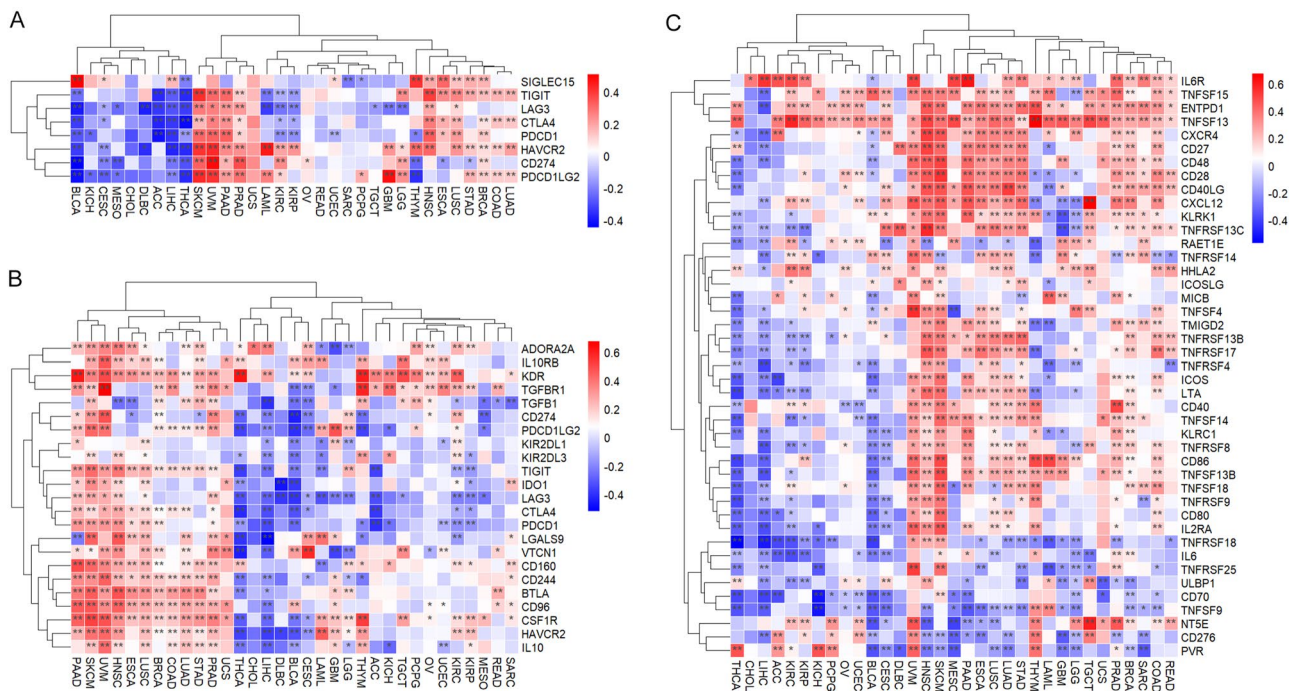 A
SIGLEC15
TIGIT
LAG3
CTLA4
PDCD1
HAVCR2
CD274
PDCD1LG2
0.4
0.2
0
-0.2
-0.4
BLCA
KICH
CESC
MESO
CHOL
DLBC
ACC
LIHC
THCA
SKCM
UVM
PAAD
PRAD
UCS
LAML
KIRC
KIRP
OV
READ
UCEC
SARC
PCPG
TGCT
GBM
LGG
THYM
HNSC
ESCA
LUSC
STAD
BRCA
COAD
LUAD
B
ADORA2A
IL10RB
KDR
TGFBR1
TGFB1
CD274
PDCD1LG2
KIR2DL1
KIR2DL3
TIGIT
IDO1
LAG3
CTLA4
PDCD1
LGALS9
VTCN1
CD160
CD244
BTLA
CD96
CSF1R
HAVCR2
IL10
0.6
0.4
0.2
0
-0.2
-0.4
PAAD
SKCM
UVM
HNSC
ESCA
LUSC
BRCA
COAD
LUAD
STAD
PRAD
UCS
THCA
CHOL
LIHC
DLBC
BLCA
CESC
LAML
GBM
LGG
THYM
ACC
KICH
TGCT
PCPG
OV
UCEC
KIRC
KIRP
MESO
READ
SARC
C
IL6R
TNFSF15
ENTPD1
TNFSF13
CXCR4
CD27
CD48
CD28
CD40LG
CXCL12
KLRK1
TNFRSF13C
RAET1E
TNFRSF14
HHLA2
ICOSLG
MICB
TNFSF4
TMIGD2
TNFRSF13B
TNFRSF17
TNFRSF4
ICOS
LTA
CD40
TNFSF14
KLRC1
TNFRSF8
CD86
TNFSF13B
TNFSF18
TNFRSF9
CD80
IL2RA
TNFRSF18
IL6
TNFRSF25
ULBP1
CD70
TNFSF9
NT5E
CD276
PVR
0.6
0.4
0.2
0
-0.2
-0.4
THCA
CHOL
LIHC
ACC
KIRC
KIRP
KICH
PCPG
OV
UCEC
BLCA
CESC
DLBC
UVM
HNSC
SKCM
MESO
PAAD
ESCA
LUSC
LUAD
STAD
THYM
LAML
GBM
LGG
TGCT
UCS
PRAD
BRCA
SARC
COAD
READ